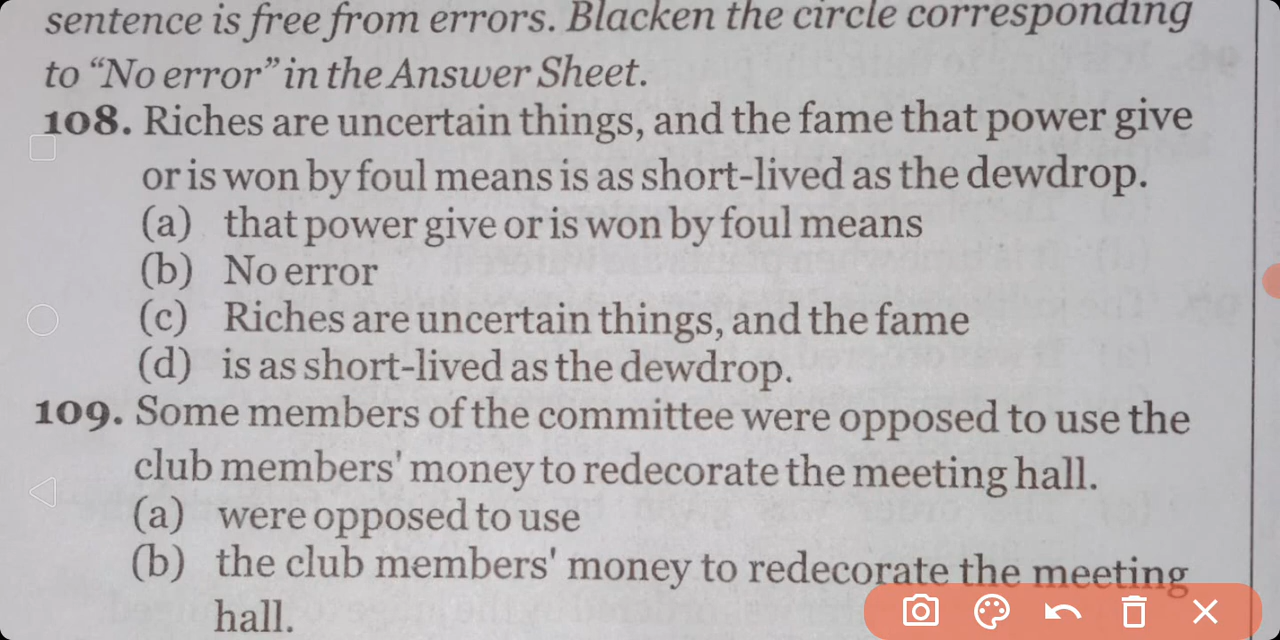 sentence is free from errors. Blacken the circle corresponding
to “No error” in the Answer Sheet.
108. Riches are uncertain things, and the fame that power give
or is won by foul means is as short-lived as the dewdrop.
(a) that power give or is won by foul means
(b) No error
(c) Riches are uncertain things, and the fame
(d) is as short-lived as the dewdrop.
109. Some members of the committee were opposed to use the
club members' money to redecorate the meeting hall.
(a) were opposed to use
(b) the club members' money to redecorate the meeting
hall.